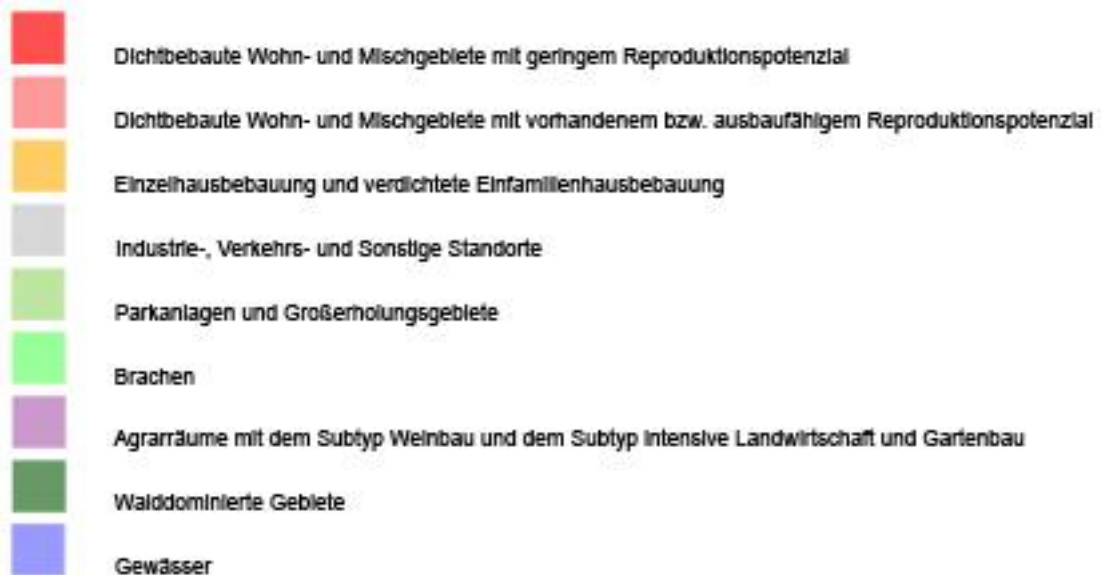 Dichtbebaute Wohn- und Mischgebiete mit geringem Reproduktionspotenzial
Dichtbebaute Wohn- und Mischgebiete mit vorhandenem bzw. ausbaufähigem Reproduktionspotenzial
Einzelhausbebauung und verdichtete Einfamilienhausbebauung
Industrie-, Verkehrs- und Sonstige Standorte
Parkanlagen und Großerholungsgebiete
Brachen
Agrarräume mit dem Subtyp Weinbau und dem Subtyp intensive Landwirtschaft und Gartenbau
Walddominierte Gebiete
Gewässer